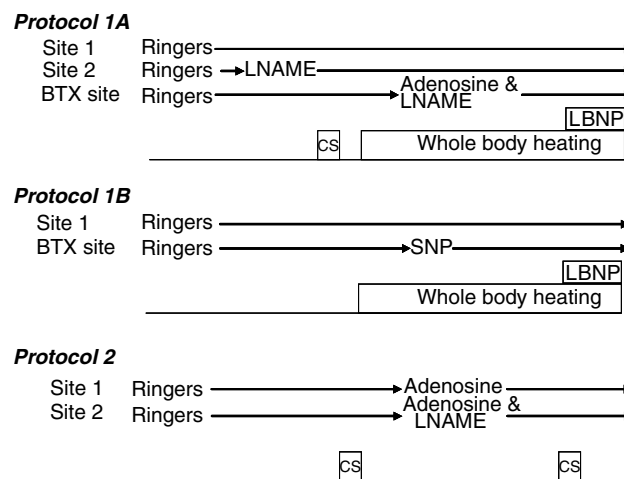 Protocol 1A
Site 1 Ringers
Site 2 Ringers LNAME
BTX site Ringers Adenosine & LNAME
LBNP
CS Whole body heating
Protocol 1B
Site 1 Ringers
BTX site Ringers SNP
LBNP
Whole body heating
Protocol 2
Site 1 Ringers Adenosine
Site 2 Ringers Adenosine & LNAME
CS CS